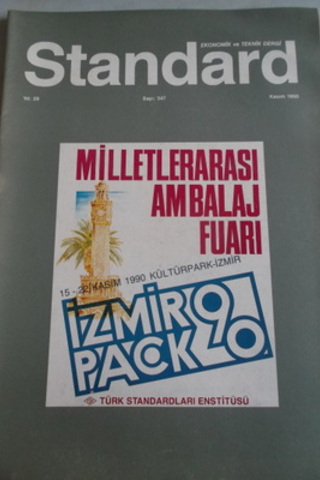 EKONOMİK ve TEKNİK DERGİ
Standard
Yıl: 29 Sayı: 347 Kasım 1990
MİLLETLERARASI
AMBALAJ
FUARI
15 - 22 KASIM 1990 KÜLTÜRPARK-İZMİR
İZMİR 90
PACK
TÜRK STANDARDLARI ENSTİTÜSÜ